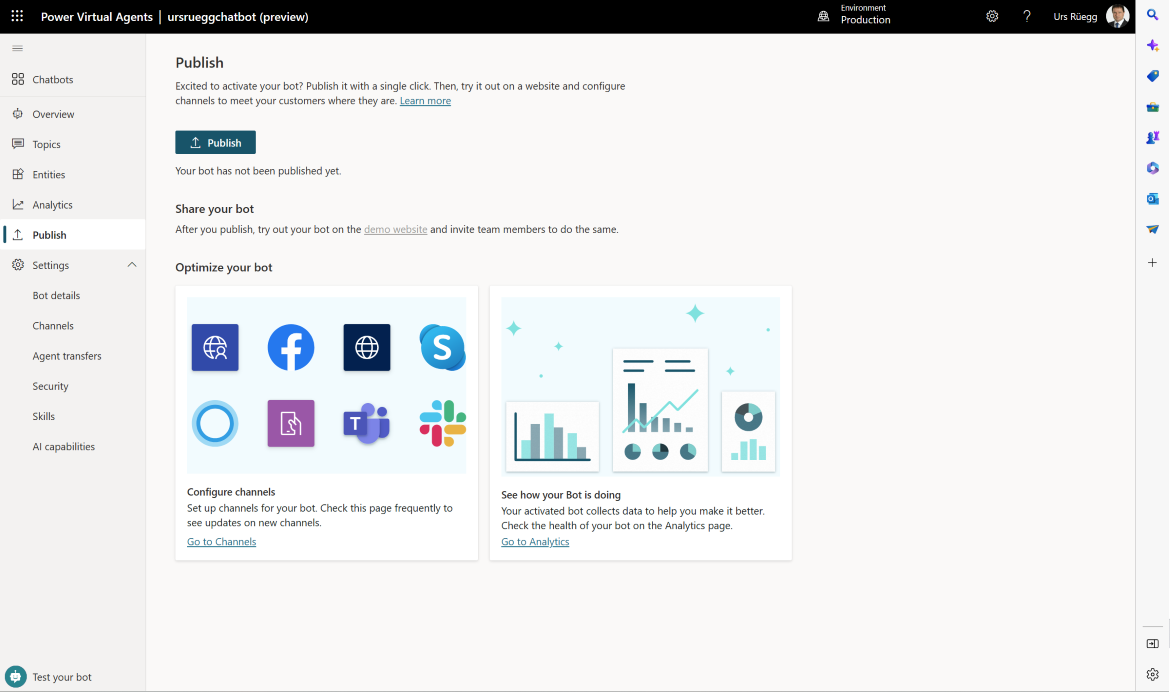 Power Virtual Agents | ursrueggchatbot (preview)
Environment
Production
?
Urs Rüegg
Chatbots
Overview
Topics
Entities
Analytics
Publish
Settings
Bot details
Channels
Agent transfers
Security
Skills
AI capabilities
Test your bot
Publish
Excited to activate your bot? Publish it with a single click. Then, try it out on a website and configure
channels to meet your customers where they are. Learn more
Publish
Your bot has not been published yet.
Share your bot
After you publish, try out your bot on the demo website and invite team members to do the same.
Optimize your bot
S
T
Configure channels
Set up channels for your bot. Check this page frequently to
see updates on new channels.
Go to Channels
See how your Bot is doing
Your activated bot collects data to help you make it better.
Check the health of your bot on the Analytics page.
Go to Analytics